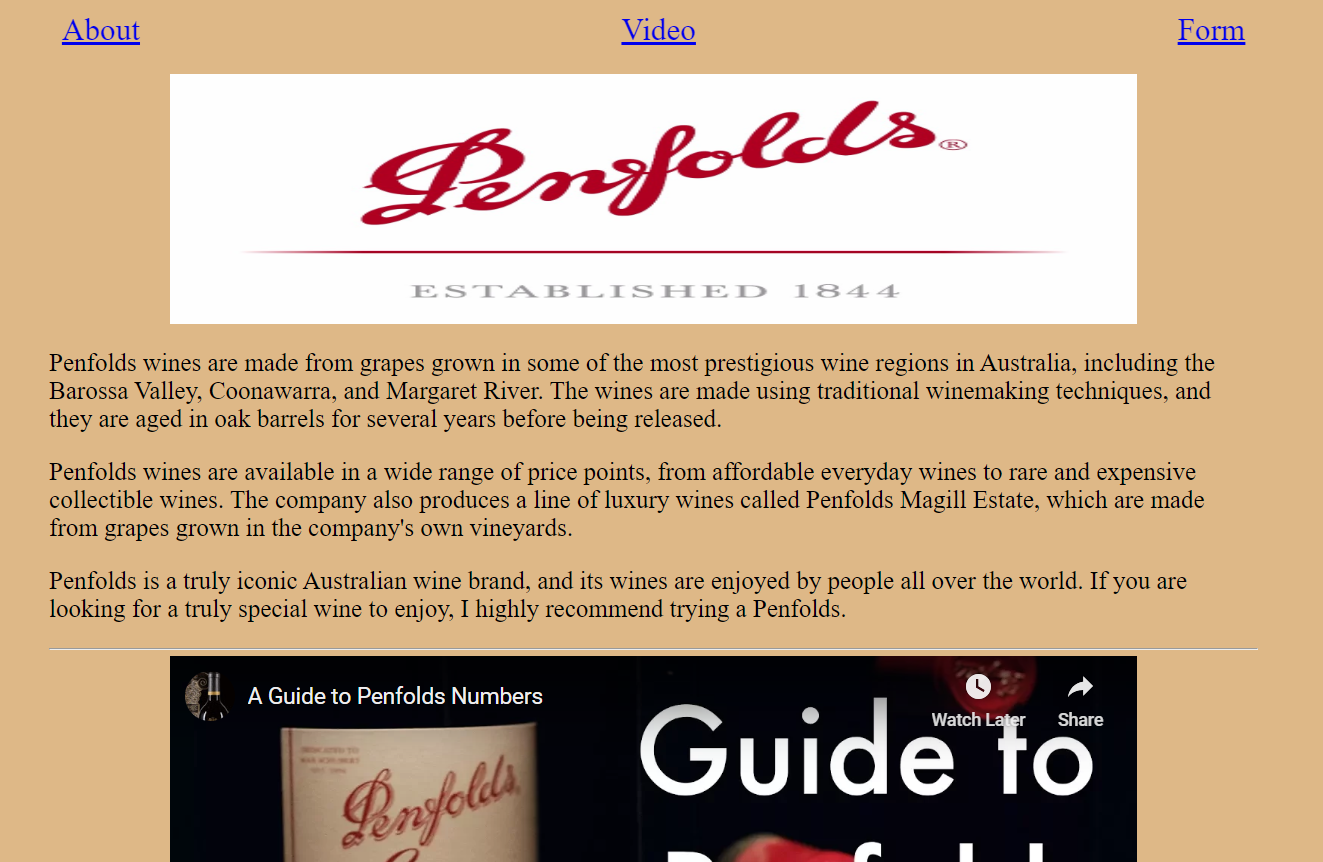 About Video Form
Penfolds®
ESTABLISHED 1844
Penfolds wines are made from grapes grown in some of the most prestigious wine regions in Australia, including the
Barossa Valley, Coonawarra, and Margaret River. The wines are made using traditional winemaking techniques, and
they are aged in oak barrels for several years before being released.
Penfolds wines are available in a wide range of price points, from affordable everyday wines to rare and expensive
collectible wines. The company also produces a line of luxury wines called Penfolds Magill Estate, which are made
from grapes grown in the company's own vineyards.
Penfolds is a truly iconic Australian wine brand, and its wines are enjoyed by people all over the world. If you are
looking for a truly special wine to enjoy, I highly recommend trying a Penfolds.
A Guide to Penfolds Numbers
Watch Later Share
Guide to
Penfolds